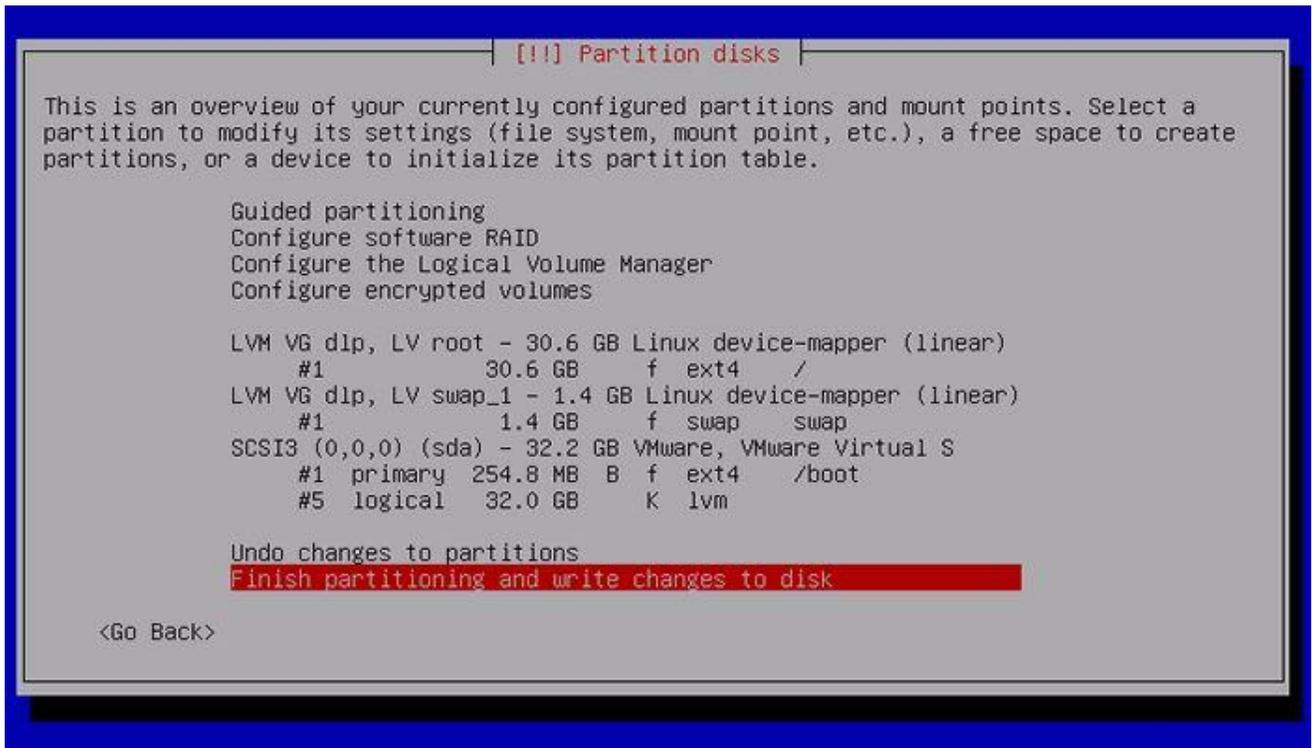 [!!] Partition disks
This is an overview of your currently configured partitions and mount points. Select a
partition to modify its settings (file system, mount point, etc.), a free space to create
partitions, or a device to initialize its partition table.
Guided partitioning
Configure software RAID
Configure the Logical Volume Manager
Configure encrypted volumes
LVM VG dlp, LV root – 30.6 GB Linux device-mapper (linear)
#1 30.6 GB f ext4 /
LVM VG dlp, LV swap_1 – 1.4 GB Linux device-mapper (linear)
#1 1.4 GB f swap swap
SCSI3 (0,0,0) (sda) – 32.2 GB VMware, VMware Virtual S
#1 primary 254.8 MB B f ext4 /boot
#5 logical 32.0 GB K lvm
Undo changes to partitions
Finish partitioning and write changes to disk
<Go Back>